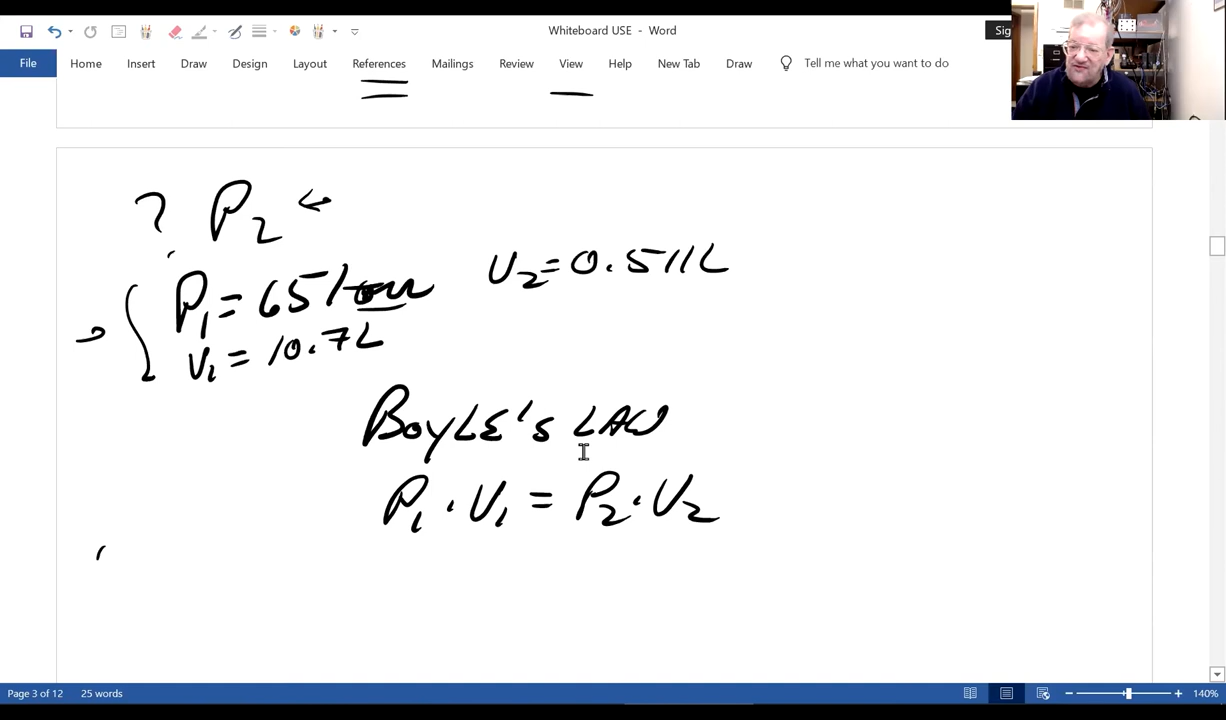 Whiteboard USE - Word
Sig
File Home Insert Draw Design Layout References Mailings Review View Help New Tab Draw Tell me what you want to do
? P2 ←
P1 = 651 torr V2 = 0.511L
V1 = 10.7L
BOYLE'S LAW
P1 · V1 = P2 · V2
Page 3 of 12 25 words 140%